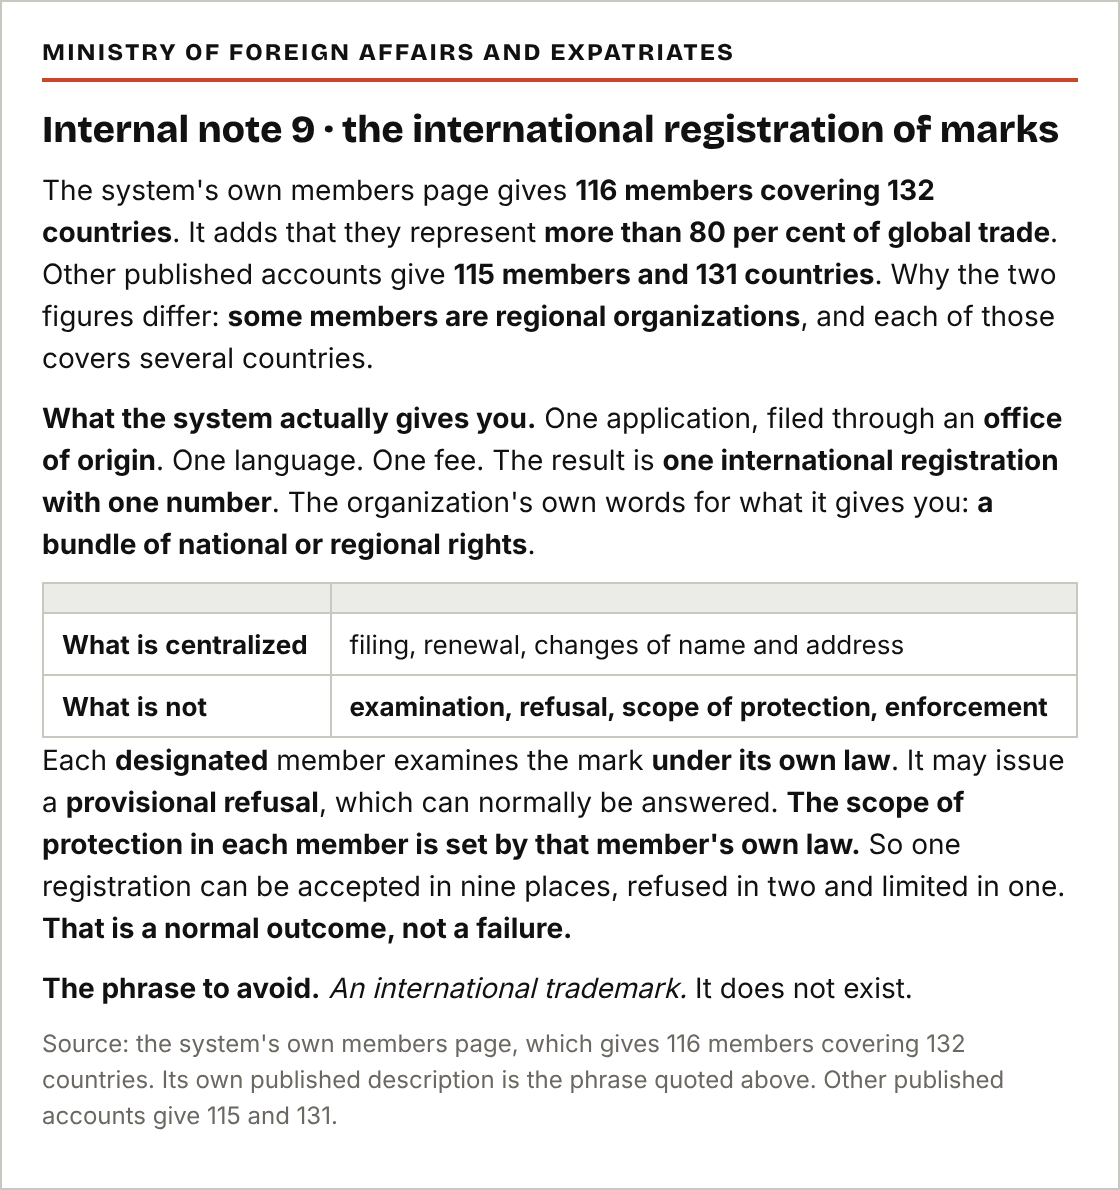 MINISTRY OF FOREIGN AFFAIRS AND EXPATRIATES
Internal note 9 · the international registration of marks
The system's own members page gives 116 members covering 132
countries. It adds that they represent more than 80 per cent of global trade.
Other published accounts give 115 members and 131 countries. Why the two
figures differ: some members are regional organizations, and each of those
covers several countries.
What the system actually gives you. One application, filed through an office
of origin. One language. One fee. The result is one international registration
with one number. The organization's own words for what it gives you: a
bundle of national or regional rights.
What is centralized filing, renewal, changes of name and address
What is not examination, refusal, scope of protection, enforcement
Each designated member examines the mark under its own law. It may issue
a provisional refusal, which can normally be answered. The scope of
protection in each member is set by that member's own law. So one
registration can be accepted in nine places, refused in two and limited in one.
That is a normal outcome, not a failure.
The phrase to avoid. An international trademark. It does not exist.
Source: the system's own members page, which gives 116 members covering 132
countries. Its own published description is the phrase quoted above. Other published
accounts give 115 and 131.